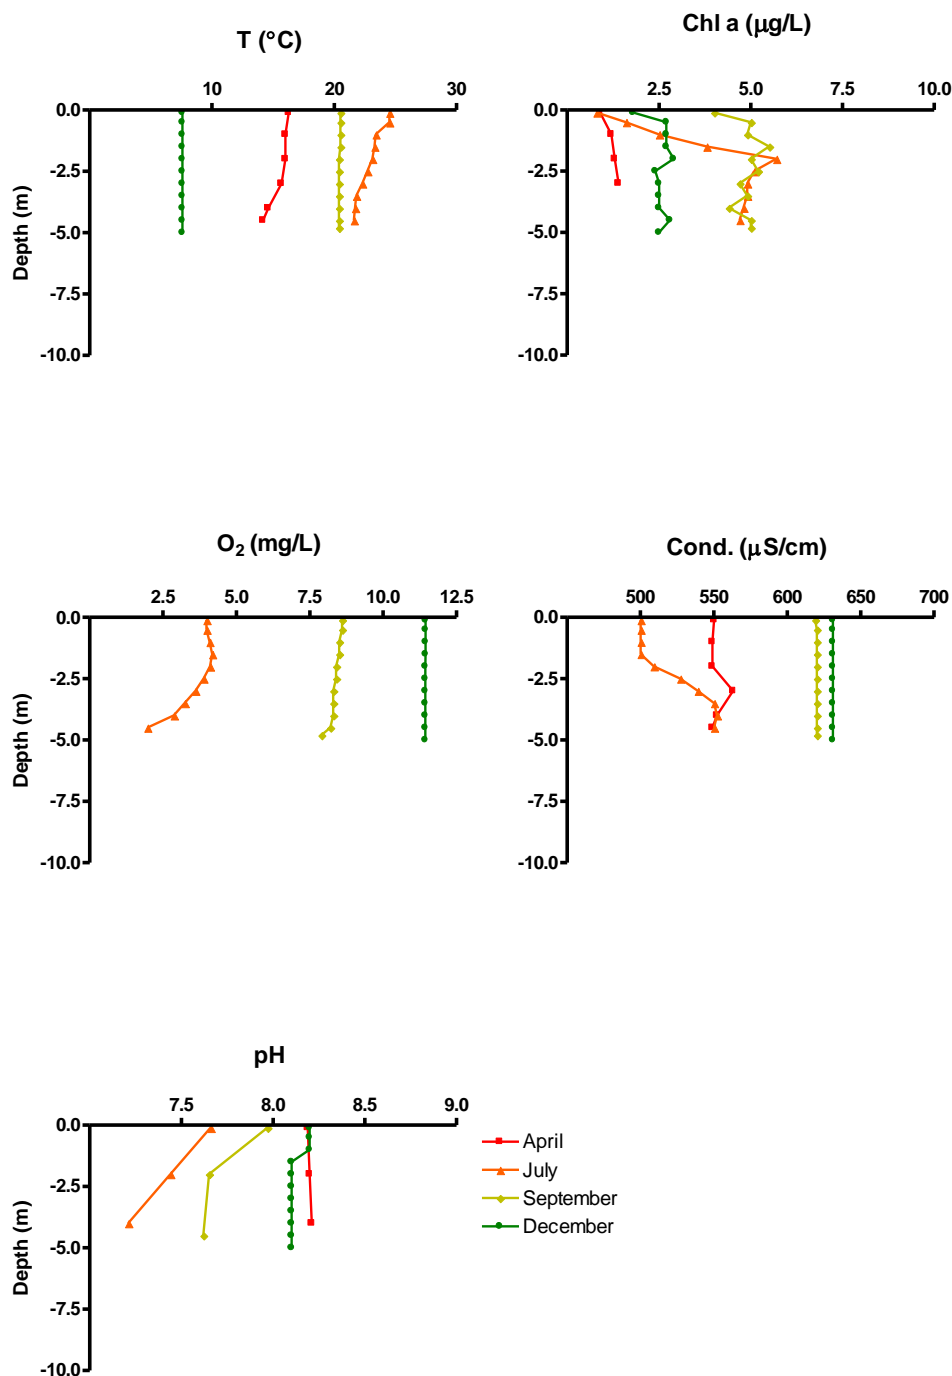 T (°C)
10 20 30
0.0
-2.5
-5.0
-7.5
-10.0
Depth (m)
Chl a (µg/L)
2.5 5.0 7.5 10.0
0.0
-2.5
-5.0
-7.5
-10.0
O2 (mg/L)
2.5 5.0 7.5 10.0 12.5
0.0
-2.5
-5.0
-7.5
-10.0
Depth (m)
Cond. (µS/cm)
500 550 600 650 700
0.0
-2.5
-5.0
-7.5
-10.0
pH
7.5 8.0 8.5 9.0
0.0
-2.5
-5.0
-7.5
-10.0
Depth (m)
April
July
September
December